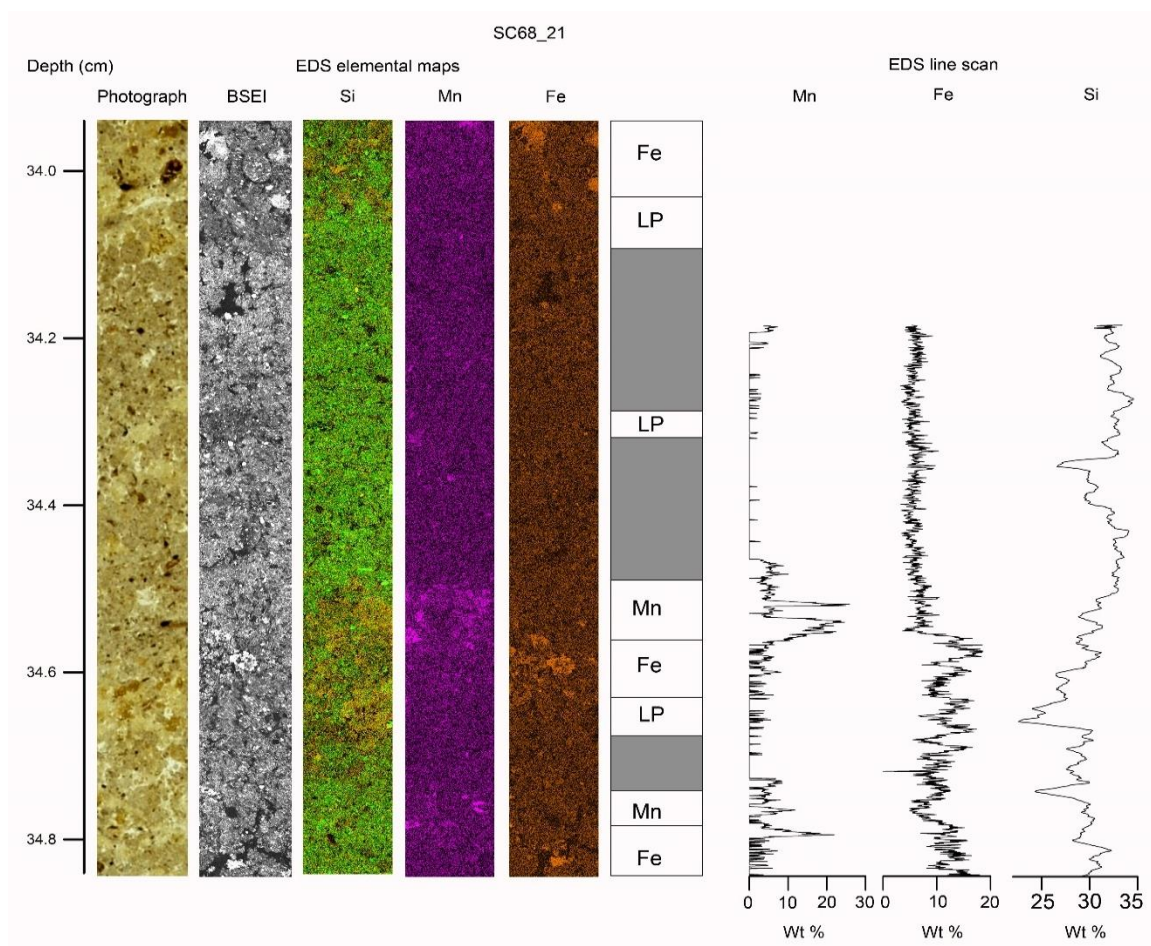 SC68_21
Depth (cm)
EDS elemental maps
EDS line scan
Photograph
BSEI
Si
Mn
Fe
Mn
Fe
Si
34.0
34.2
34.4
34.6
34.8
Fe
LP
LP
Mn
Fe
LP
Mn
Fe
0 10 20 30
0 10 20
25 30 35
Wt %
Wt %
Wt %